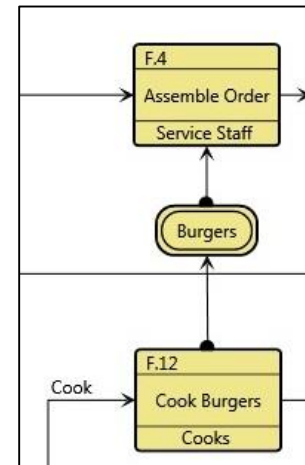 F.4
Assemble Order
Service Staff
Burgers
F.12
Cook
Cook Burgers
Cooks